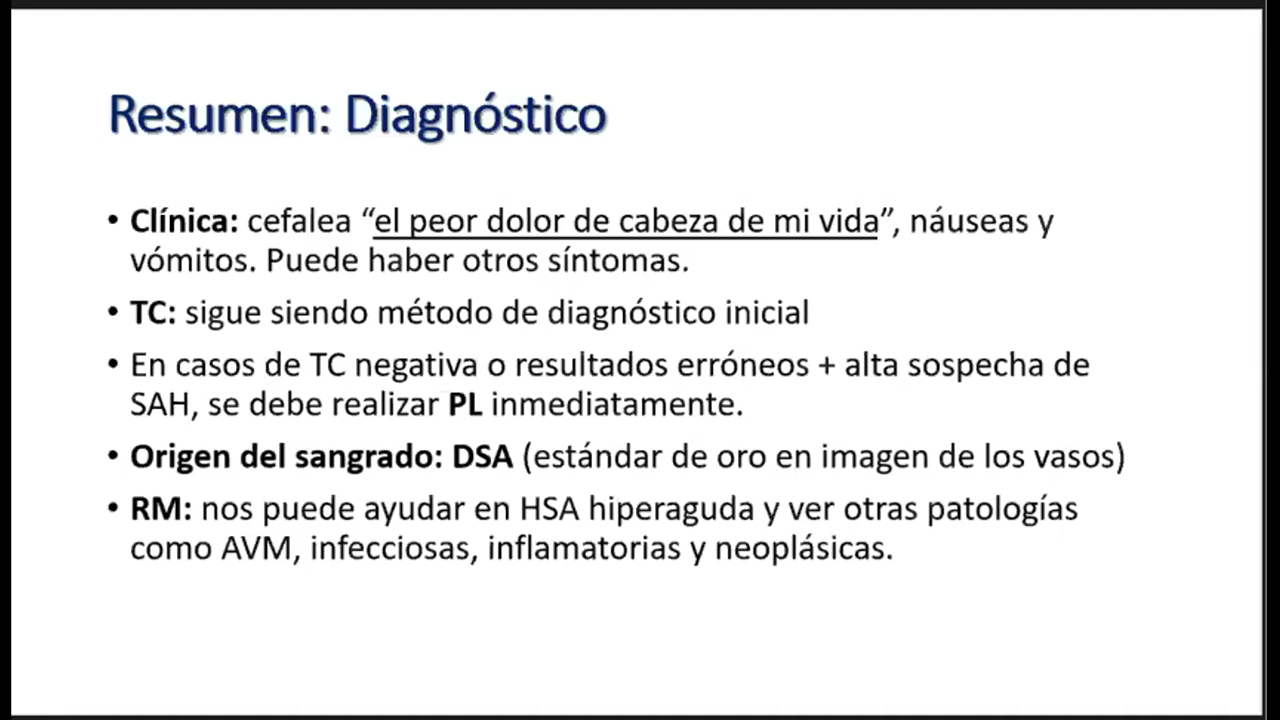 Resumen: Diagnóstico
• Clínica: cefalea “el peor dolor de cabeza de mi vida”, náuseas y
vómitos. Puede haber otros síntomas.
• TC: sigue siendo método de diagnóstico inicial
• En casos de TC negativa o resultados erróneos + alta sospecha de
SAH, se debe realizar PL inmediatamente.
• Origen del sangrado: DSA (estándar de oro en imagen de los vasos)
• RM: nos puede ayudar en HSA hiperaguda y ver otras patologías
como AVM, infecciosas, inflamatorias y neoplásicas.